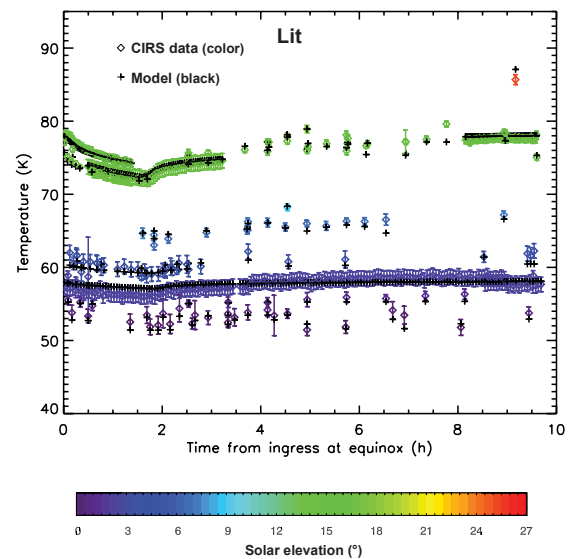 Lit
CIRS data (color)
Model (black)
90
80
70
60
50
40
Temperature (K)
0 2 4 6 8 10
Time from ingress at equinox (h)
0 3 6 9 12 15 18 21 24 27
Solar elevation (°)